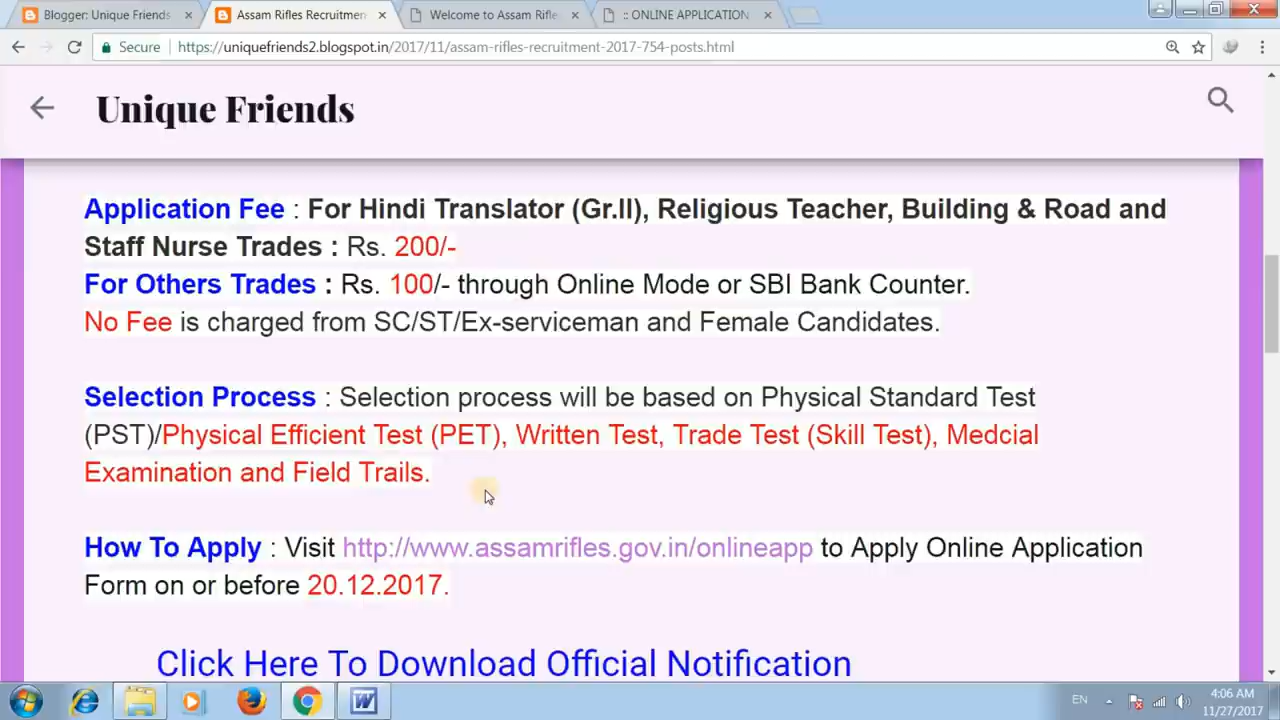 Blogger: Unique Friends
Assam Rifles Recruitmen
Welcome to Assam Rifle
:: ONLINE APPLICATION
Secure
https://uniquefriends2.blogspot.in/2017/11/assam-rifles-recruitment-2017-754-posts.html
Unique Friends
Application Fee : For Hindi Translator (Gr.II), Religious Teacher, Building & Road and
Staff Nurse Trades : Rs. 200/-
For Others Trades : Rs. 100/- through Online Mode or SBI Bank Counter.
No Fee is charged from SC/ST/Ex-serviceman and Female Candidates.
Selection Process : Selection process will be based on Physical Standard Test
(PST)/Physical Efficient Test (PET), Written Test, Trade Test (Skill Test), Medcial
Examination and Field Trails.
How To Apply : Visit http://www.assamrifles.gov.in/onlineapp to Apply Online Application
Form on or before 20.12.2017.
Click Here To Download Official Notification
EN
4:06 AM
11/27/2017